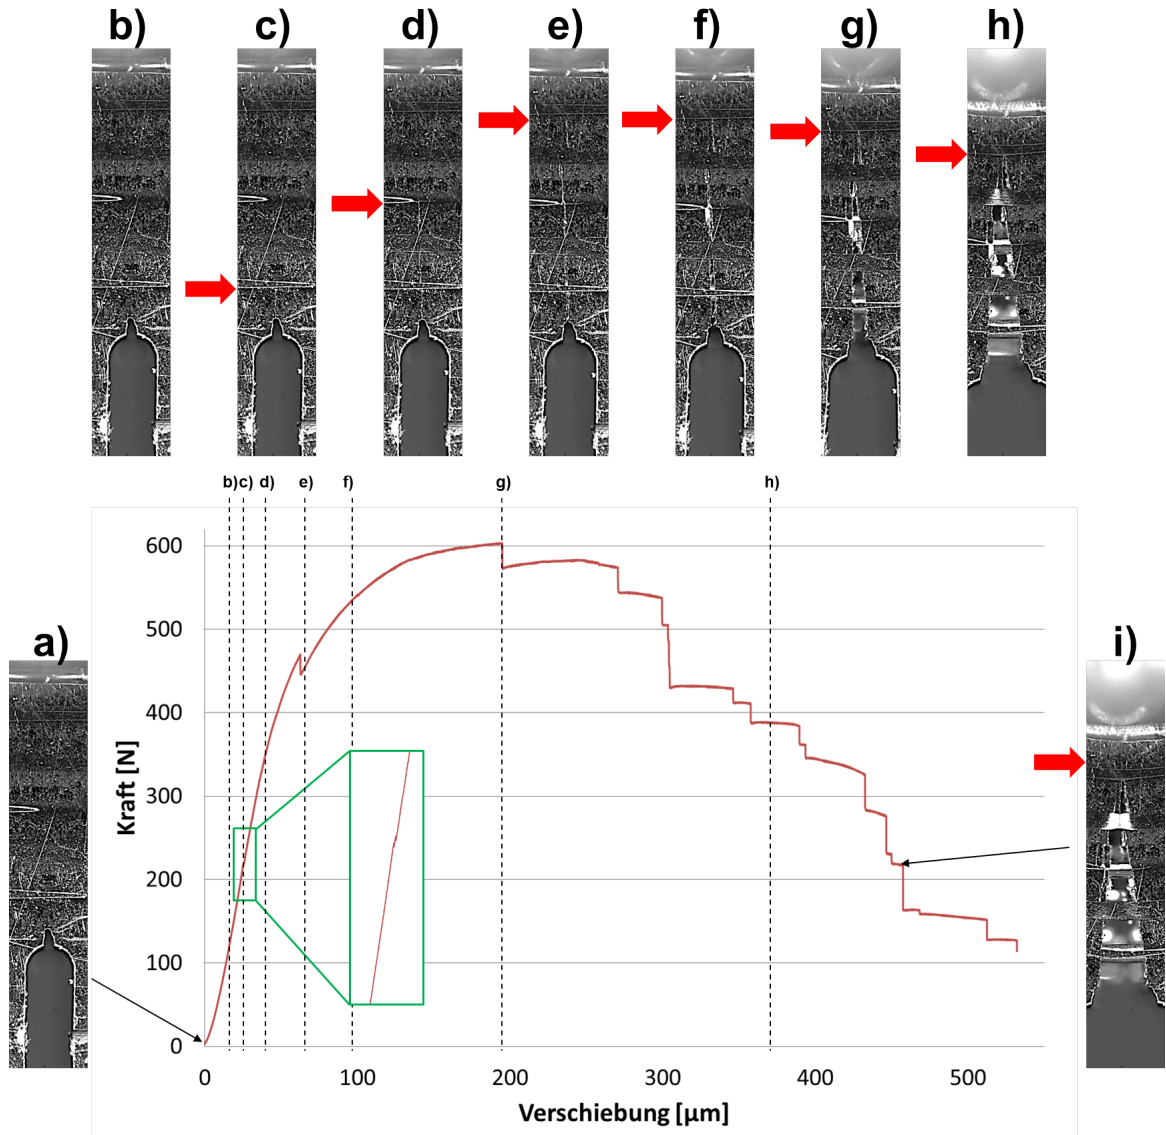 b) c) d) e) f) g) h)
b) c) d) e) f) g) h)
a)
i)
600
500
400
300
200
100
0
Kraft [N]
0 100 200 300 400 500
Verschiebung [µm]